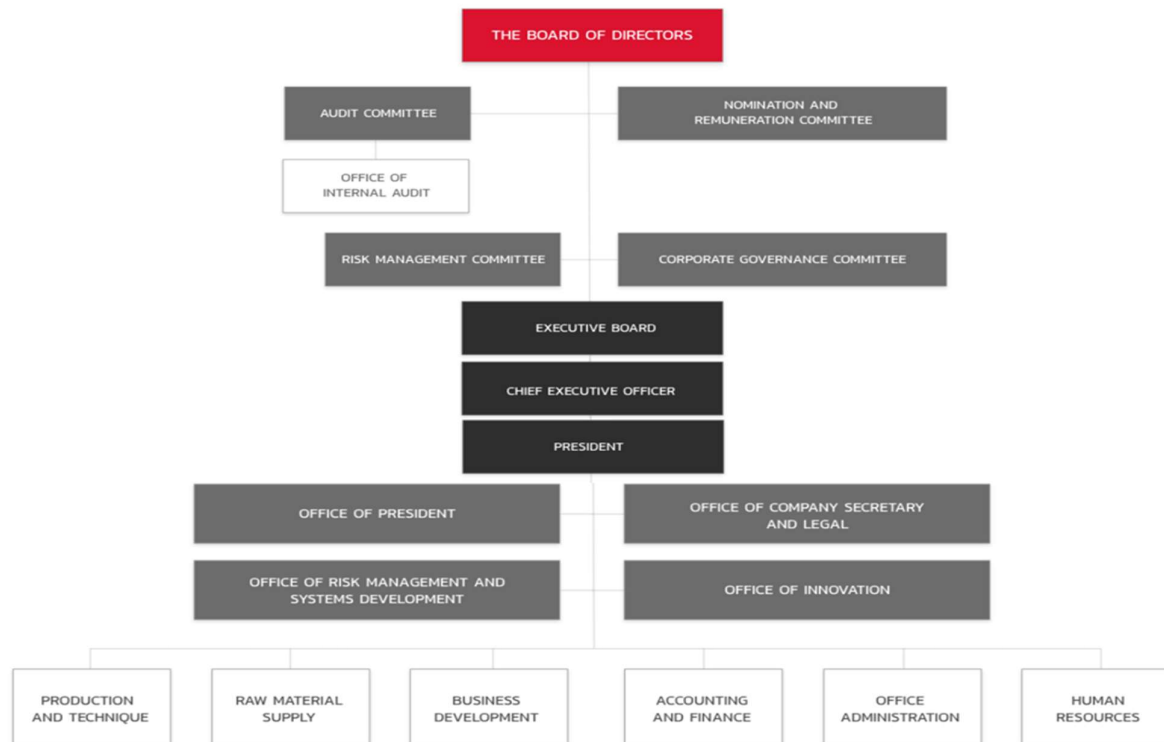 THE BOARD OF DIRECTORS
AUDIT COMMITTEE
NOMINATION AND
REMUNERATION COMMITTEE
OFFICE OF
INTERNAL AUDIT
RISK MANAGEMENT COMMITTEE
CORPORATE GOVERNANCE COMMITTEE
EXECUTIVE BOARD
CHIEF EXECUTIVE OFFICER
PRESIDENT
OFFICE OF PRESIDENT
OFFICE OF COMPANY SECRETARY
AND LEGAL
OFFICE OF RISK MANAGEMENT AND
SYSTEMS DEVELOPMENT
OFFICE OF INNOVATION
PRODUCTION
AND TECHNIQUE
RAW MATERIAL
SUPPLY
BUSINESS
DEVELOPMENT
ACCOUNTING
AND FINANCE
OFFICE
ADMINISTRATION
HUMAN
RESOURCES